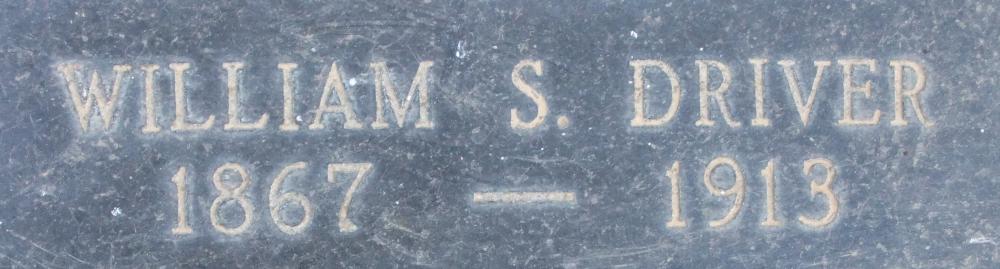 WILLIAM S. DRIVER
1867 — 1913